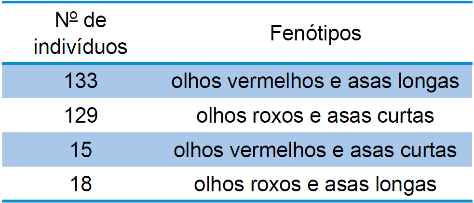 Nº de indivíduos Fenótipos
133 olhos vermelhos e asas longas
129 olhos roxos e asas curtas
15 olhos vermelhos e asas curtas
18 olhos roxos e asas longas